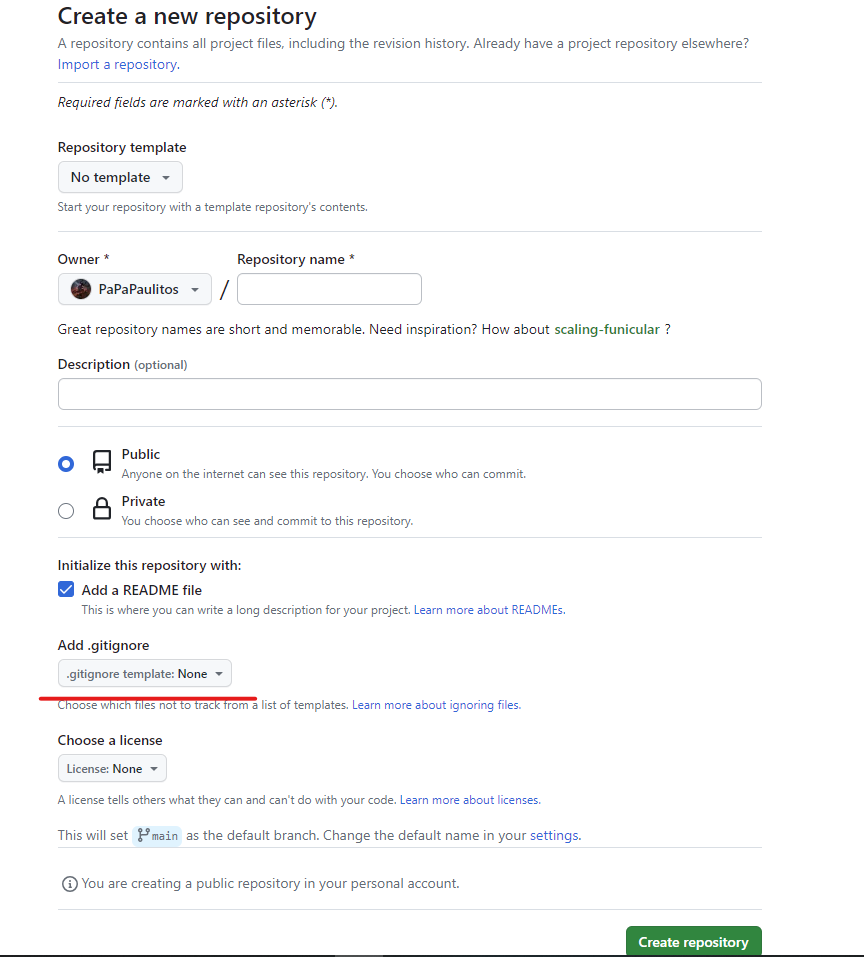 Create a new repository
A repository contains all project files, including the revision history. Already have a project repository elsewhere?
Import a repository.
Required fields are marked with an asterisk (*).
Repository template
No template
Start your repository with a template repository's contents.
Owner * Repository name *
PaPaPaulitos /
Great repository names are short and memorable. Need inspiration? How about scaling-funicular ?
Description (optional)
Public
Anyone on the internet can see this repository. You choose who can commit.
Private
You choose who can see and commit to this repository.
Initialize this repository with:
Add a README file
This is where you can write a long description for your project. Learn more about READMEs.
Add .gitignore
.gitignore template: None
Choose which files not to track from a list of templates. Learn more about ignoring files.
Choose a license
License: None
A license tells others what they can and can't do with your code. Learn more about licenses.
This will set main as the default branch. Change the default name in your settings.
You are creating a public repository in your personal account.
Create repository